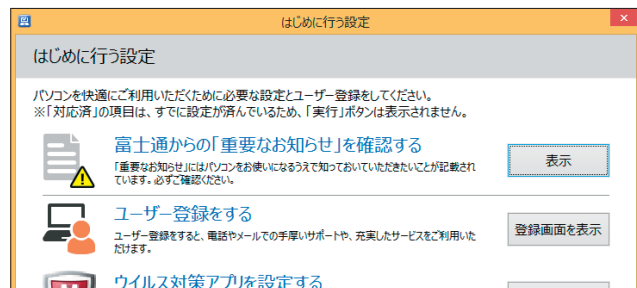 はじめに行う設定
はじめに行う設定
パソコンを快適にご利用いただくために必要な設定とユーザー登録をしてください。
※「対応済」の項目は、すでに設定が済んでいるため、「実行」ボタンは表示されません。
富士通からの「重要なお知らせ」を確認する
「重要なお知らせ」にはパソコンをお使いになるうえで知っておいていただきたいことが記載され
ています。必ずご確認ください。
表示
ユーザー登録をする
ユーザー登録をすると、電話やメールでの手厚いサポートや、充実したサービスをご利用いた
だけます。
登録画面を表示
ウイルス対策アプリを設定する